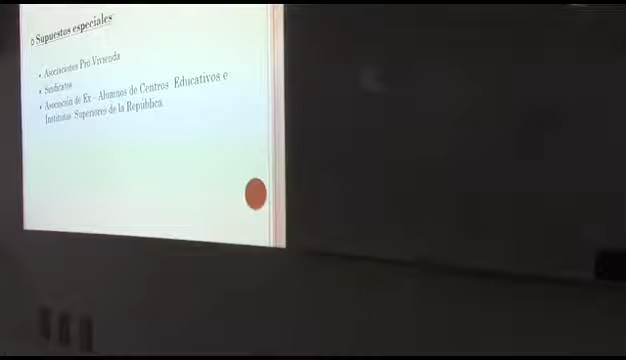 Supuestos especiales
• Asociaciones Pro Vivienda
• Sindicatos
• Asociación de Ex - Alumnos de Centros Educativos e
Institutos Superiores de la República